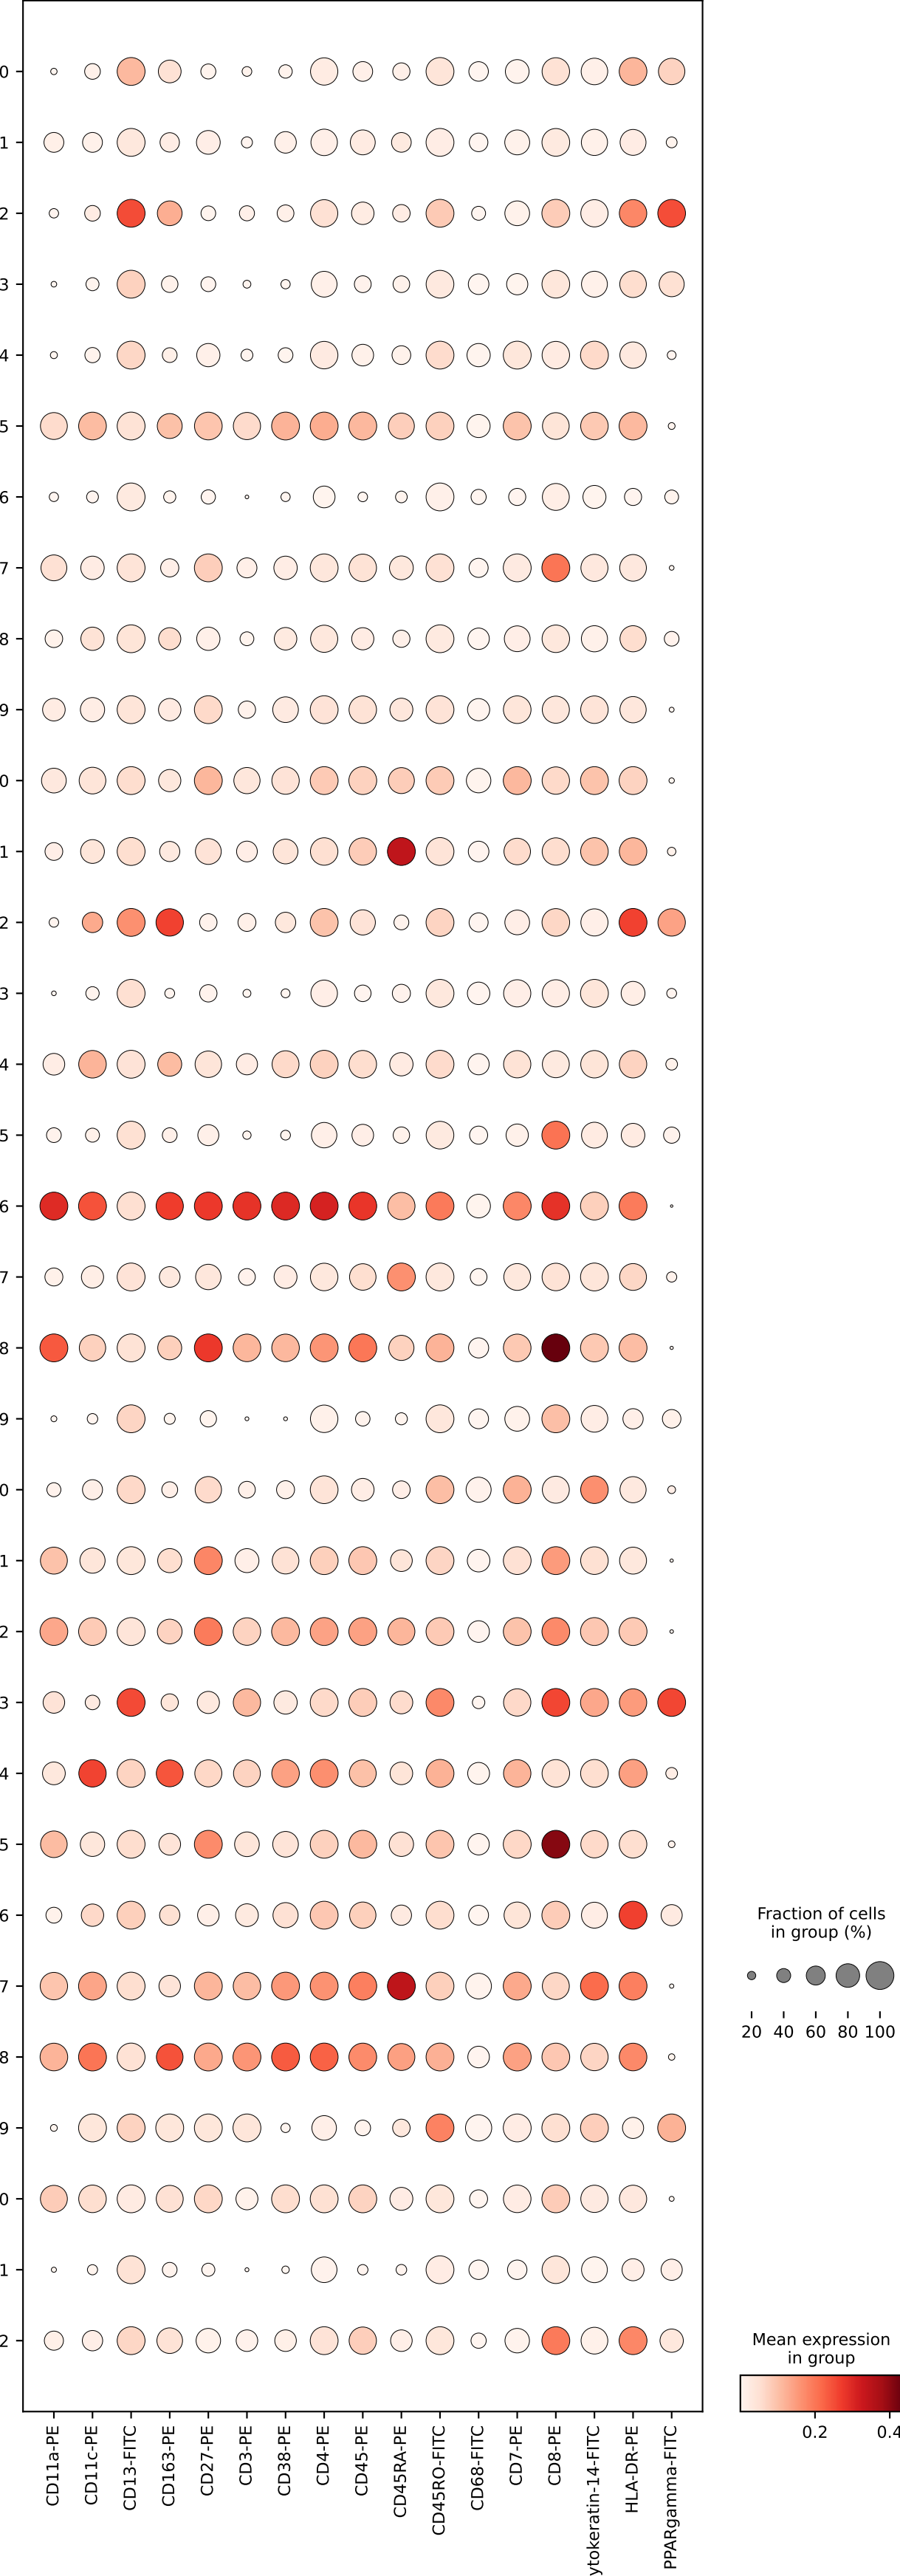 0
1
2
3
4
5
6
7
8
9
0
1
2
3
4
5
6
7
8
9
0
1
2
3
4
5
6
7
8
9
0
1
2
Fraction of cells
in group (%)
20 40 60 80 100
Mean expression
in group
0.2 0.4
CD11a-PE
CD11c-PE
CD13-FITC
CD163-PE
CD27-PE
CD3-PE
CD38-PE
CD4-PE
CD45-PE
CD45RA-PE
CD45RO-FITC
CD68-FITC
CD7-PE
CD8-PE
ytokeratin-14-FITC
HLA-DR-PE
PPARgamma-FITC